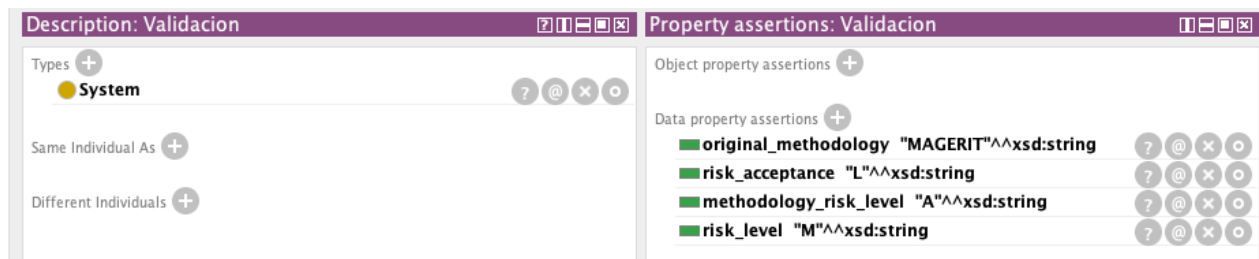 Description: Validacion
Types
System
Same Individual As
Different Individuals
Property assertions: Validacion
Object property assertions
Data property assertions
original_methodology "MAGERIT"^^xsd:string
risk_acceptance "L"^^xsd:string
methodology_risk_level "A"^^xsd:string
risk_level "M"^^xsd:string